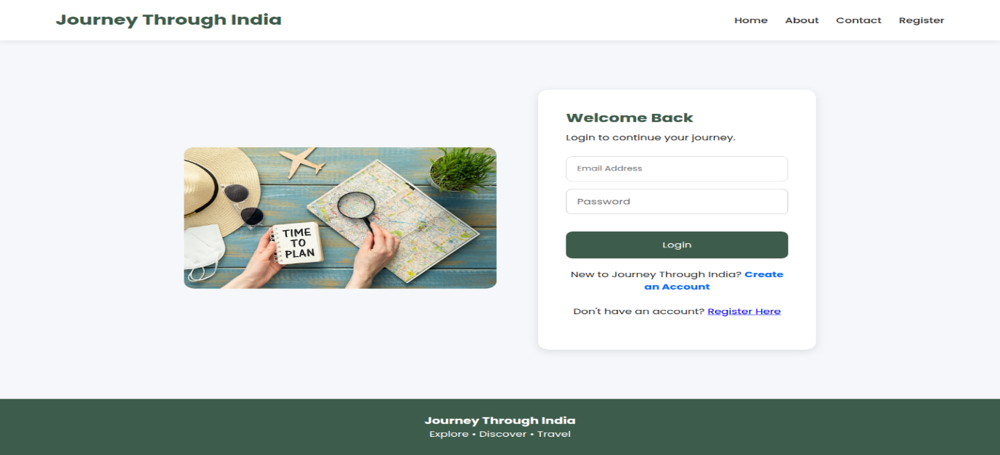 Journey Through India
Home About Contact Register
TIME
TO
PLAN
Welcome Back
Login to continue your journey.
Email Address
Password
Login
New to Journey Through India? Create
an Account
Don't have an account? Register Here
Journey Through India
Explore • Discover • Travel